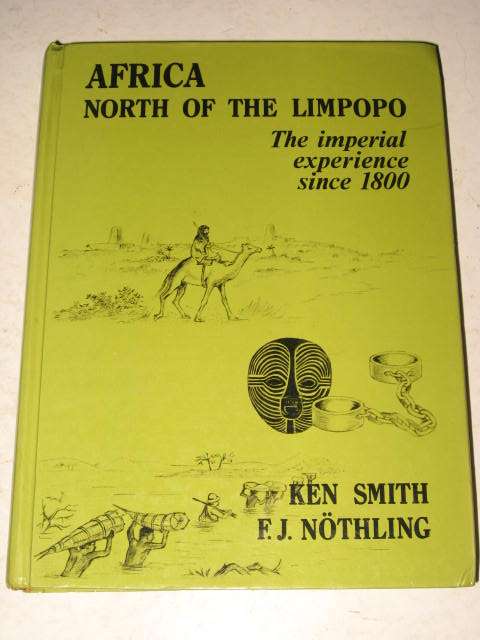 AFRICA
NORTH OF THE LIMPOPO
The imperial
experience
since 1800
KEN SMITH
F.J. NÖTHLING